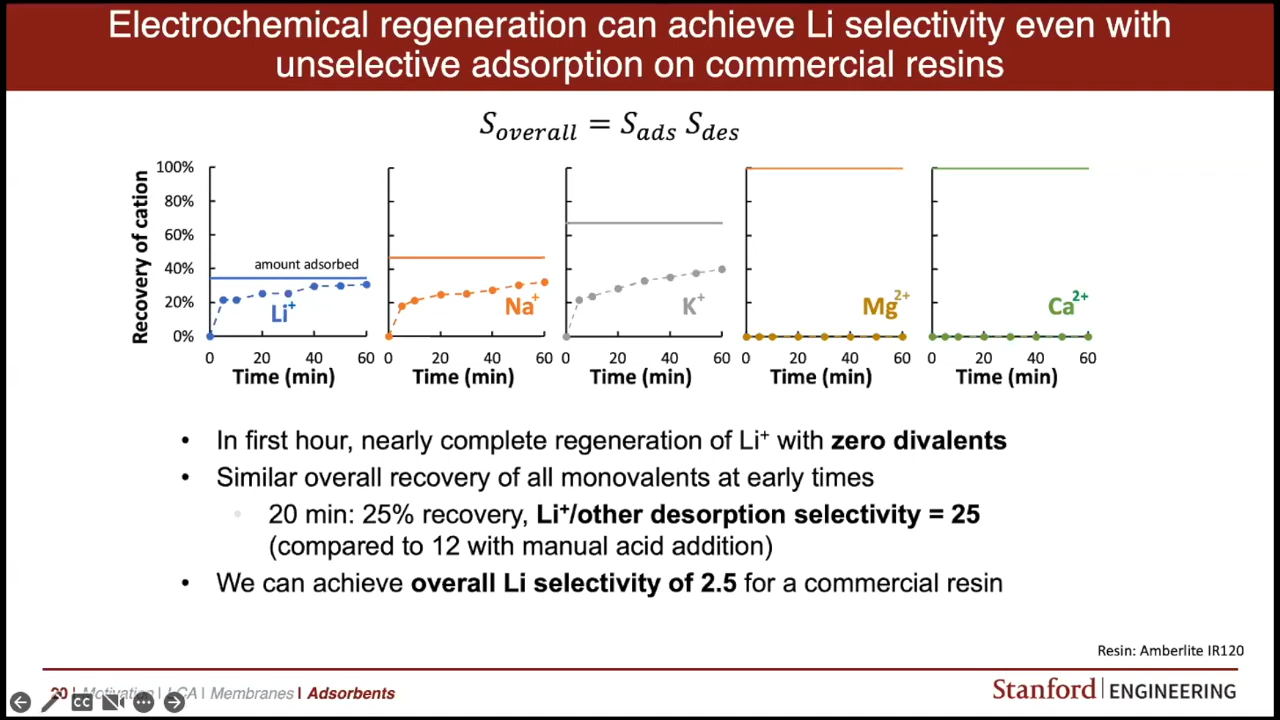 Electrochemical regeneration can achieve Li selectivity even with
unselective adsorption on commercial resins
S_overall = S_ads S_des
Recovery of cation
100%
80%
60%
40%
20%
0%
amount adsorbed
Li⁺
0 20 40 60
Time (min)
Na⁺
0 20 40 60
Time (min)
K⁺
0 20 40 60
Time (min)
Mg²⁺
0 20 40 60
Time (min)
Ca²⁺
0 20 40 60
Time (min)
• In first hour, nearly complete regeneration of Li⁺ with zero divalents
• Similar overall recovery of all monovalents at early times
• 20 min: 25% recovery, Li⁺/other desorption selectivity = 25
(compared to 12 with manual acid addition)
• We can achieve overall Li selectivity of 2.5 for a commercial resin
Resin: Amberlite IR120
20 | Motivation | LCA | Membranes | Adsorbents
CC
Stanford | ENGINEERING